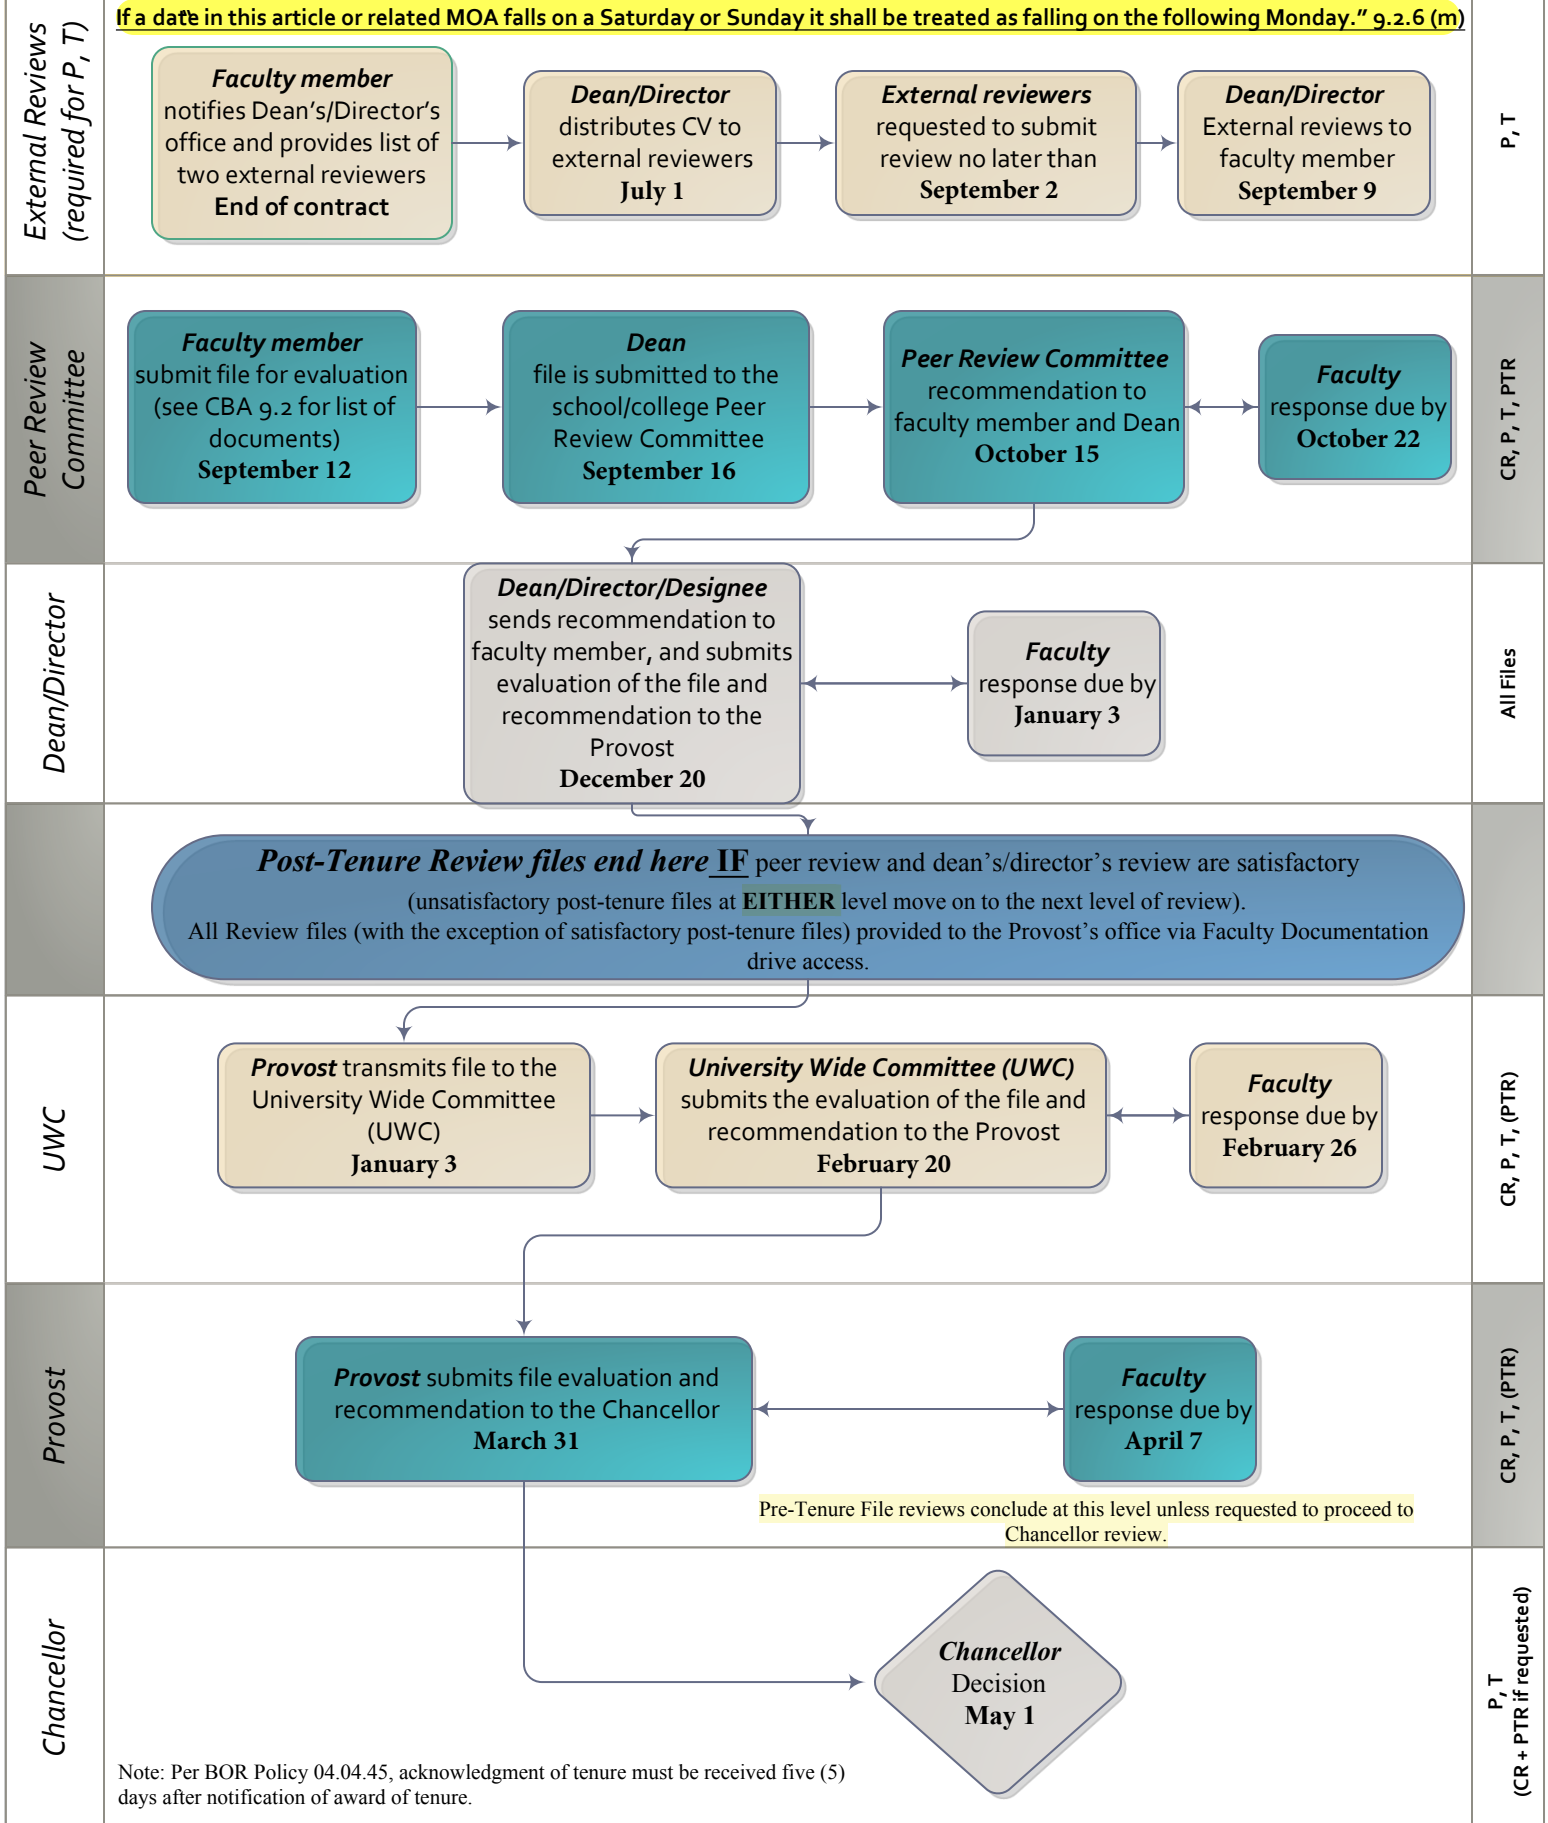 If a date in this article or related MOA falls on a Saturday or Sunday it shall be treated as falling on the following Monday.” 9.2.6 (m)
External Reviews
(required for P, T)
Faculty member
notifies Dean’s/Director’s
office and provides list of
two external reviewers
End of contract
Dean/Director
distributes CV to
external reviewers
July 1
External reviewers
requested to submit
review no later than
September 2
Dean/Director
External reviews to
faculty member
September 9
P, T
Peer Review
Committee
Faculty member
submit file for evaluation
(see CBA 9.2 for list of
documents)
September 12
Dean
file is submitted to the
school/college Peer
Review Committee
September 16
Peer Review Committee
recommendation to
faculty member and Dean
October 15
Faculty
response due by
October 22
CR, P, T, PTR
Dean/Director
Dean/Director/Designee
sends recommendation to
faculty member, and submits
evaluation of the file and
recommendation to the
Provost
December 20
Faculty
response due by
January 3
All Files
Post-Tenure Review files end here IF peer review and dean’s/director’s review are satisfactory
(unsatisfactory post-tenure files at EITHER level move on to the next level of review).
All Review files (with the exception of satisfactory post-tenure files) provided to the Provost’s office via Faculty Documentation
drive access.
UWC
Provost transmits file to the
University Wide Committee
(UWC)
January 3
University Wide Committee (UWC)
submits the evaluation of the file and
recommendation to the Provost
February 20
Faculty
response due by
February 26
CR, P, T, (PTR)
Provost
Provost submits file evaluation and
recommendation to the Chancellor
March 31
Faculty
response due by
April 7
Pre-Tenure File reviews conclude at this level unless requested to proceed to
Chancellor review.
CR, P, T, (PTR)
Chancellor
Chancellor
Decision
May 1
Note: Per BOR Policy 04.04.45, acknowledgment of tenure must be received five (5)
days after notification of award of tenure.
P, T
(CR + PTR if requested)